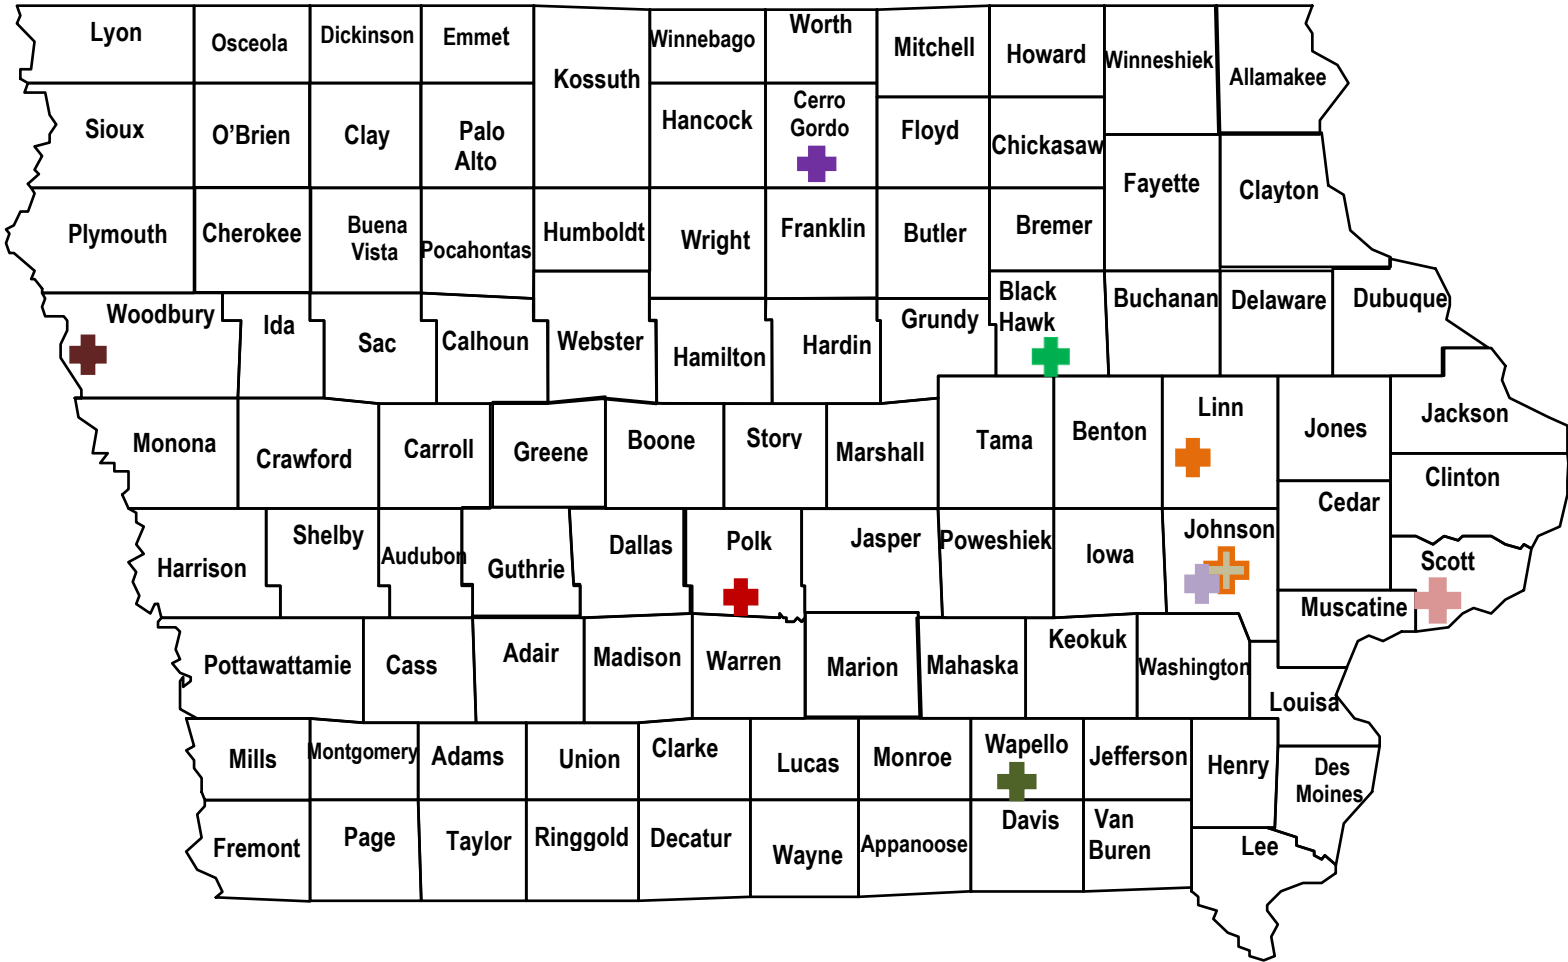 Lyon
Osceola
Dickinson
Emmet
Kossuth
Winnebago
Worth
Mitchell
Howard
Winneshiek
Allamakee
Sioux
O’Brien
Clay
Palo
Alto
Hancock
Cerro
Gordo
Floyd
Chickasaw
Fayette
Clayton
Plymouth
Cherokee
Buena
Vista
Pocahontas
Humboldt
Wright
Franklin
Butler
Bremer
Woodbury
Ida
Sac
Calhoun
Webster
Hamilton
Hardin
Grundy
Black
Hawk
Buchanan
Delaware
Dubuque
Monona
Crawford
Carroll
Greene
Boone
Story
Marshall
Tama
Benton
Linn
Jones
Jackson
Clinton
Cedar
Harrison
Shelby
Audubon
Guthrie
Dallas
Polk
Jasper
Poweshiek
Iowa
Johnson
Scott
Muscatine
Pottawattamie
Cass
Adair
Madison
Warren
Marion
Mahaska
Keokuk
Washington
Louisa
Mills
Montgomery
Adams
Union
Clarke
Lucas
Monroe
Wapello
Jefferson
Henry
Des
Moines
Fremont
Page
Taylor
Ringgold
Decatur
Wayne
Appanoose
Davis
Van
Buren
Lee